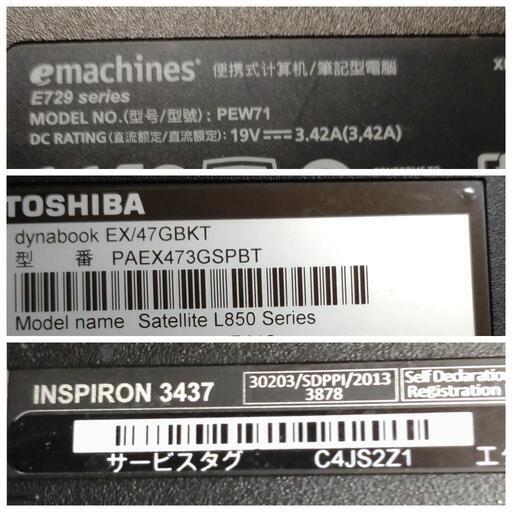 emachines 便携式计算机/筆記型電腦
E729 series
MODEL NO.(型号/型號): PEW71
DC RATING(直流额定/直流額定): 19V⎓3.42A(3,42A)
TOSHIBA
dynabook EX/47GBKT
型 番 PAEX473GSPBT
Model name Satellite L850 Series
INSPIRON 3437
30203/SDPPI/2013
3878
Self Declaration
Registration
サービスタグ C4JS2Z1